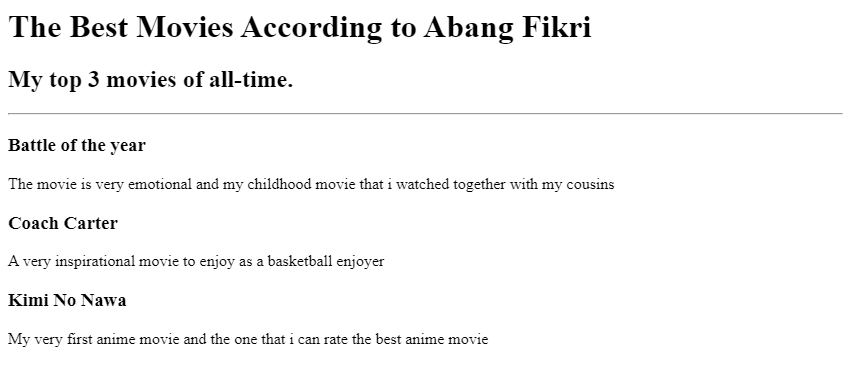 The Best Movies According to Abang Fikri
My top 3 movies of all-time.
Battle of the year
The movie is very emotional and my childhood movie that i watched together with my cousins
Coach Carter
A very inspirational movie to enjoy as a basketball enjoyer
Kimi No Nawa
My very first anime movie and the one that i can rate the best anime movie